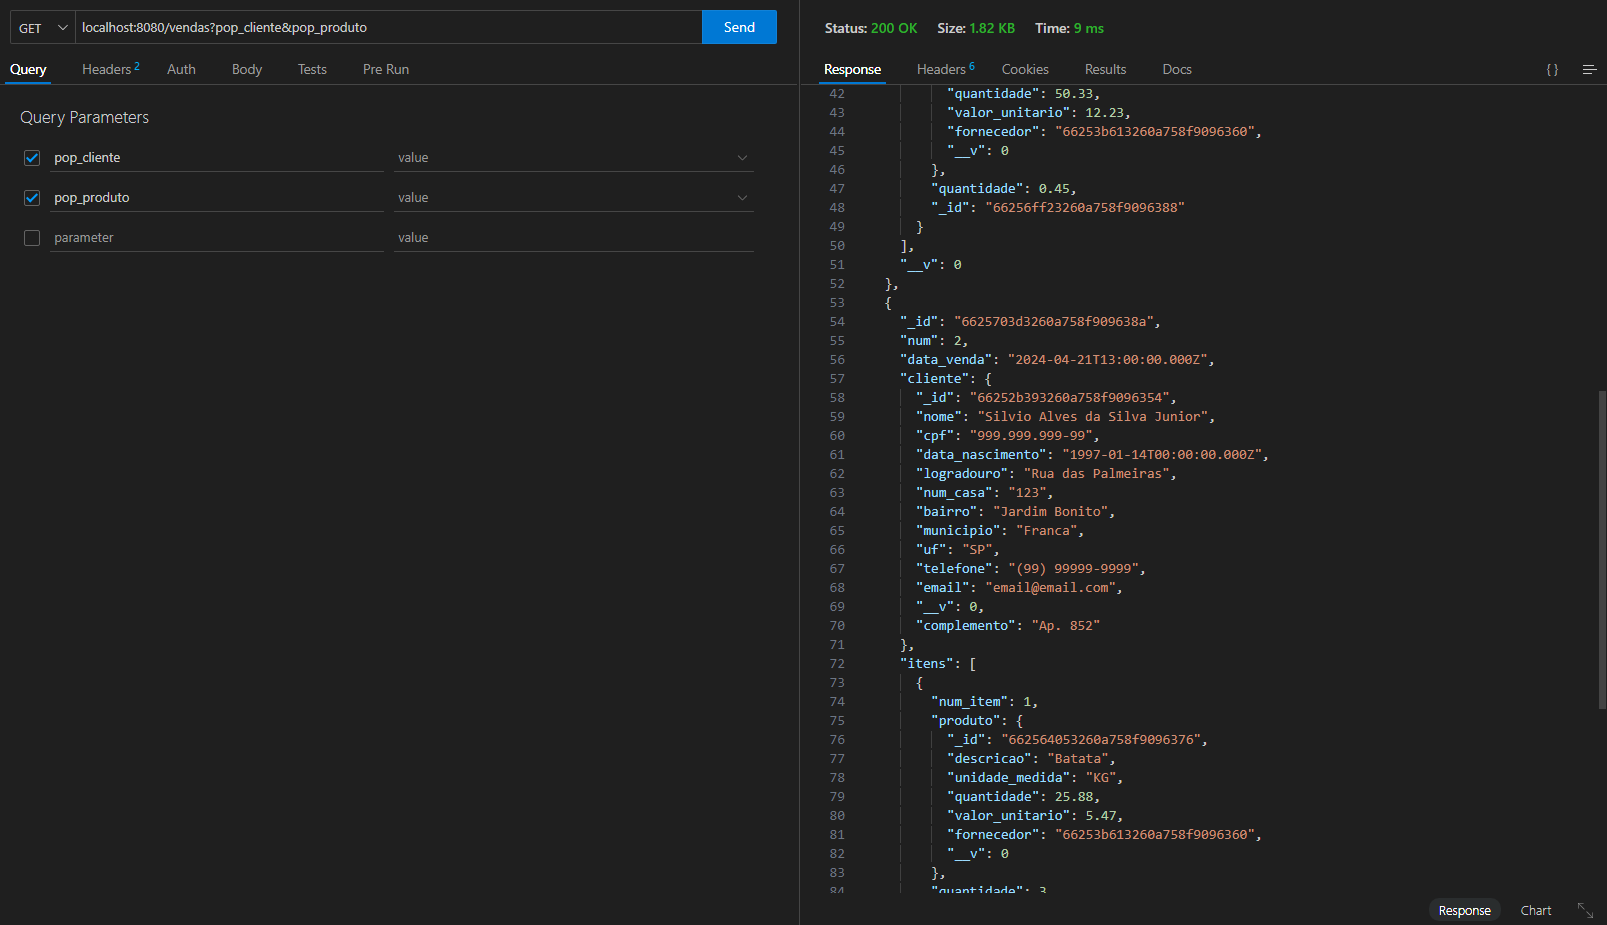 GET localhost:8080/vendas?pop_cliente&pop_produto Send
Query Headers 2 Auth Body Tests Pre Run
Query Parameters
pop_cliente value
pop_produto value
parameter value
Status: 200 OK Size: 1.82 KB Time: 9 ms
Response Headers 6 Cookies Results Docs { }
42 "quantidade": 50.33,
43 "valor_unitario": 12.23,
44 "fornecedor": "66253b613260a758f9096360",
45 "__v": 0
46 },
47 "quantidade": 0.45,
48 "_id": "66256ff23260a758f9096388"
49 }
50 ],
51 "__v": 0
52 },
53 {
54 "_id": "6625703d3260a758f909638a",
55 "num": 2,
56 "data_venda": "2024-04-21T13:00:00.000Z",
57 "cliente": {
58 "_id": "66252b393260a758f9096354",
59 "nome": "Silvio Alves da Silva Junior",
60 "cpf": "999.999.999-99",
61 "data_nascimento": "1997-01-14T00:00:00.000Z",
62 "logradouro": "Rua das Palmeiras",
63 "num_casa": "123",
64 "bairro": "Jardim Bonito",
65 "municipio": "Franca",
66 "uf": "SP",
67 "telefone": "(99) 99999-9999",
68 "email": "email@email.com",
69 "__v": 0,
70 "complemento": "Ap. 852"
71 },
72 "itens": [
73 {
74 "num_item": 1,
75 "produto": {
76 "_id": "662564053260a758f9096376",
77 "descricao": "Batata",
78 "unidade_medida": "KG",
79 "quantidade": 25.88,
80 "valor_unitario": 5.47,
81 "fornecedor": "66253b613260a758f9096360",
82 "__v": 0
83 },
84 "quantidade": 3
Response Chart